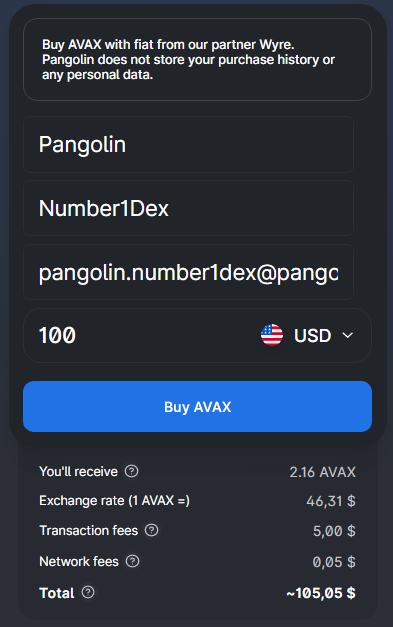 Buy AVAX with fiat from our partner Wyre.
Pangolin does not store your purchase history or
any personal data.
Pangolin
Number1Dex
pangolin.number1dex@pango
100 USD
Buy AVAX
You'll receive 2.16 AVAX
Exchange rate (1 AVAX =) 46,31 $
Transaction fees 5,00 $
Network fees 0,05 $
Total ~105,05 $